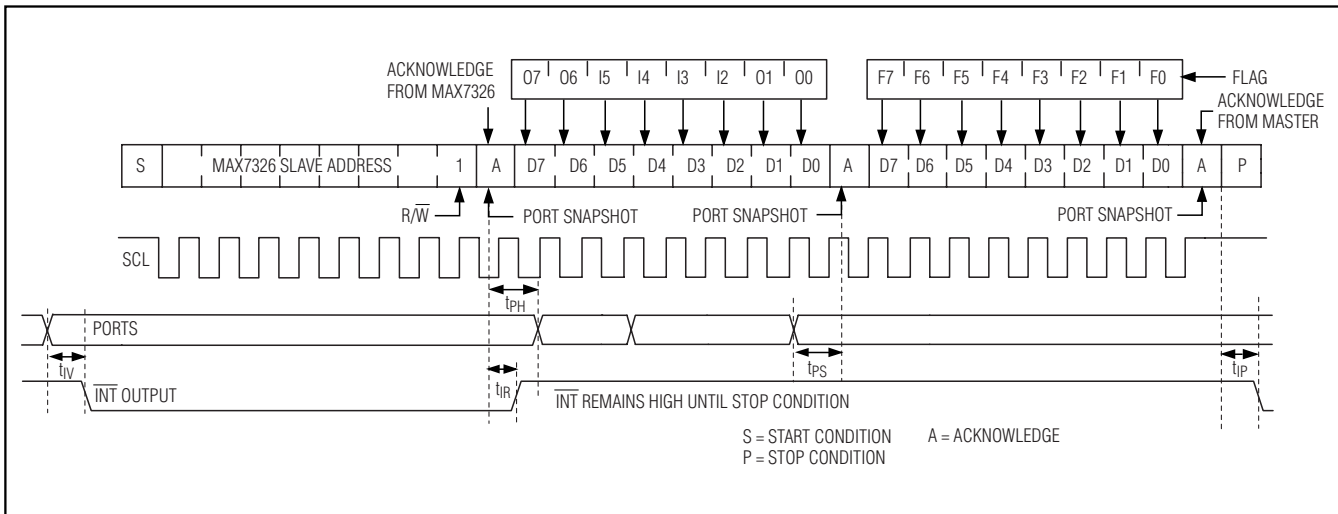 ACKNOWLEDGE
FROM MAX7326
O7 O6 I5 I4 I3 I2 O1 O0
F7 F6 F5 F4 F3 F2 F1 F0
FLAG
ACKNOWLEDGE
FROM MASTER
S MAX7326 SLAVE ADDRESS 1 A D7 D6 D5 D4 D3 D2 D1 D0 A D7 D6 D5 D4 D3 D2 D1 D0 A P
R/W̅ PORT SNAPSHOT PORT SNAPSHOT PORT SNAPSHOT
SCL
tPH
PORTS
tIV
tIR
tPS
tIP
I̅N̅T̅ OUTPUT
I̅N̅T̅ REMAINS HIGH UNTIL STOP CONDITION
S = START CONDITION A = ACKNOWLEDGE
P = STOP CONDITION